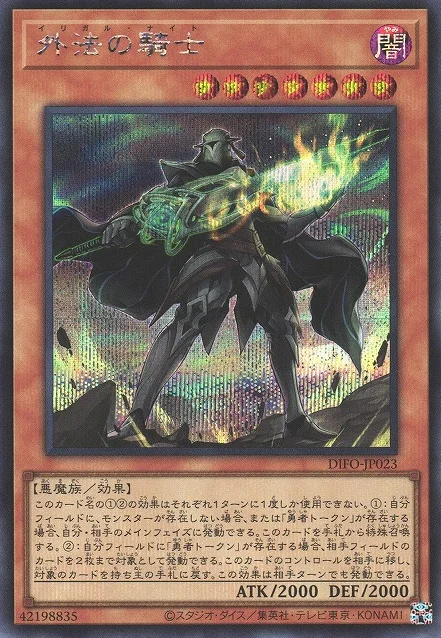 イリガル ナイト
外法の騎士
やみ
闇
DIFO-JP023
【悪魔族／効果】
このカード名の①②の効果はそれぞれ1ターンに1度しか使用できない。①：自分
フィールドに、モンスターが存在しない場合、または「勇者トークン」が存在する
場合、自分・相手のメインフェイズに発動できる。このカードを手札から特殊召喚
する。②：自分フィールドに「勇者トークン」が存在する場合、相手フィールドの
カードを2枚まで対象として発動できる。このカードのコントロールを相手に移し、
対象のカードを持ち主の手札に戻す。この効果は相手ターンでも発動できる。
ATK/2000 DEF/2000
42198835
©スタジオ・ダイス／集英社・テレビ東京・KONAMI